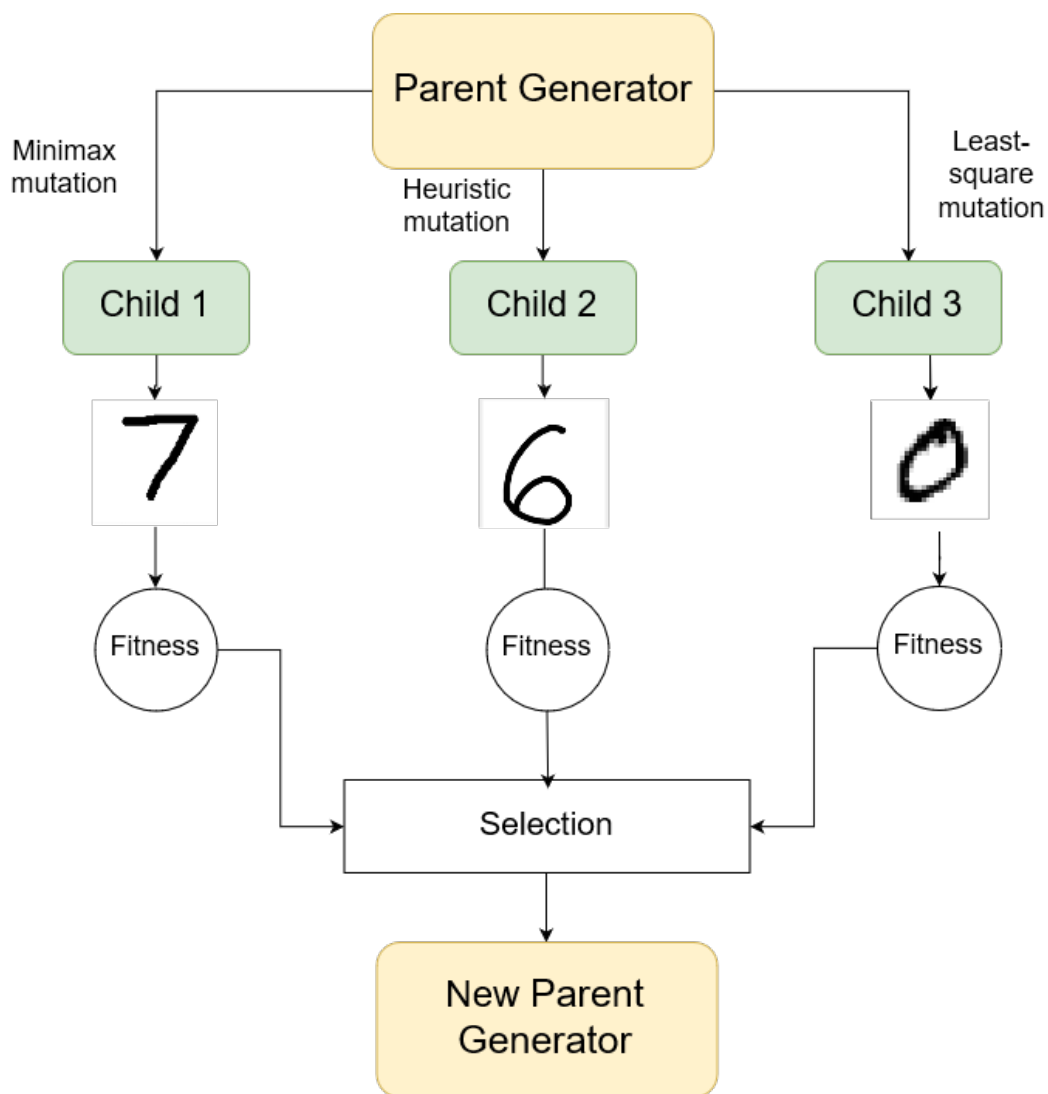 Parent Generator
Minimax
mutation
Heuristic
mutation
Least-
square
mutation
Child 1
Child 2
Child 3
7
6
0
Fitness
Fitness
Fitness
Selection
New Parent
Generator